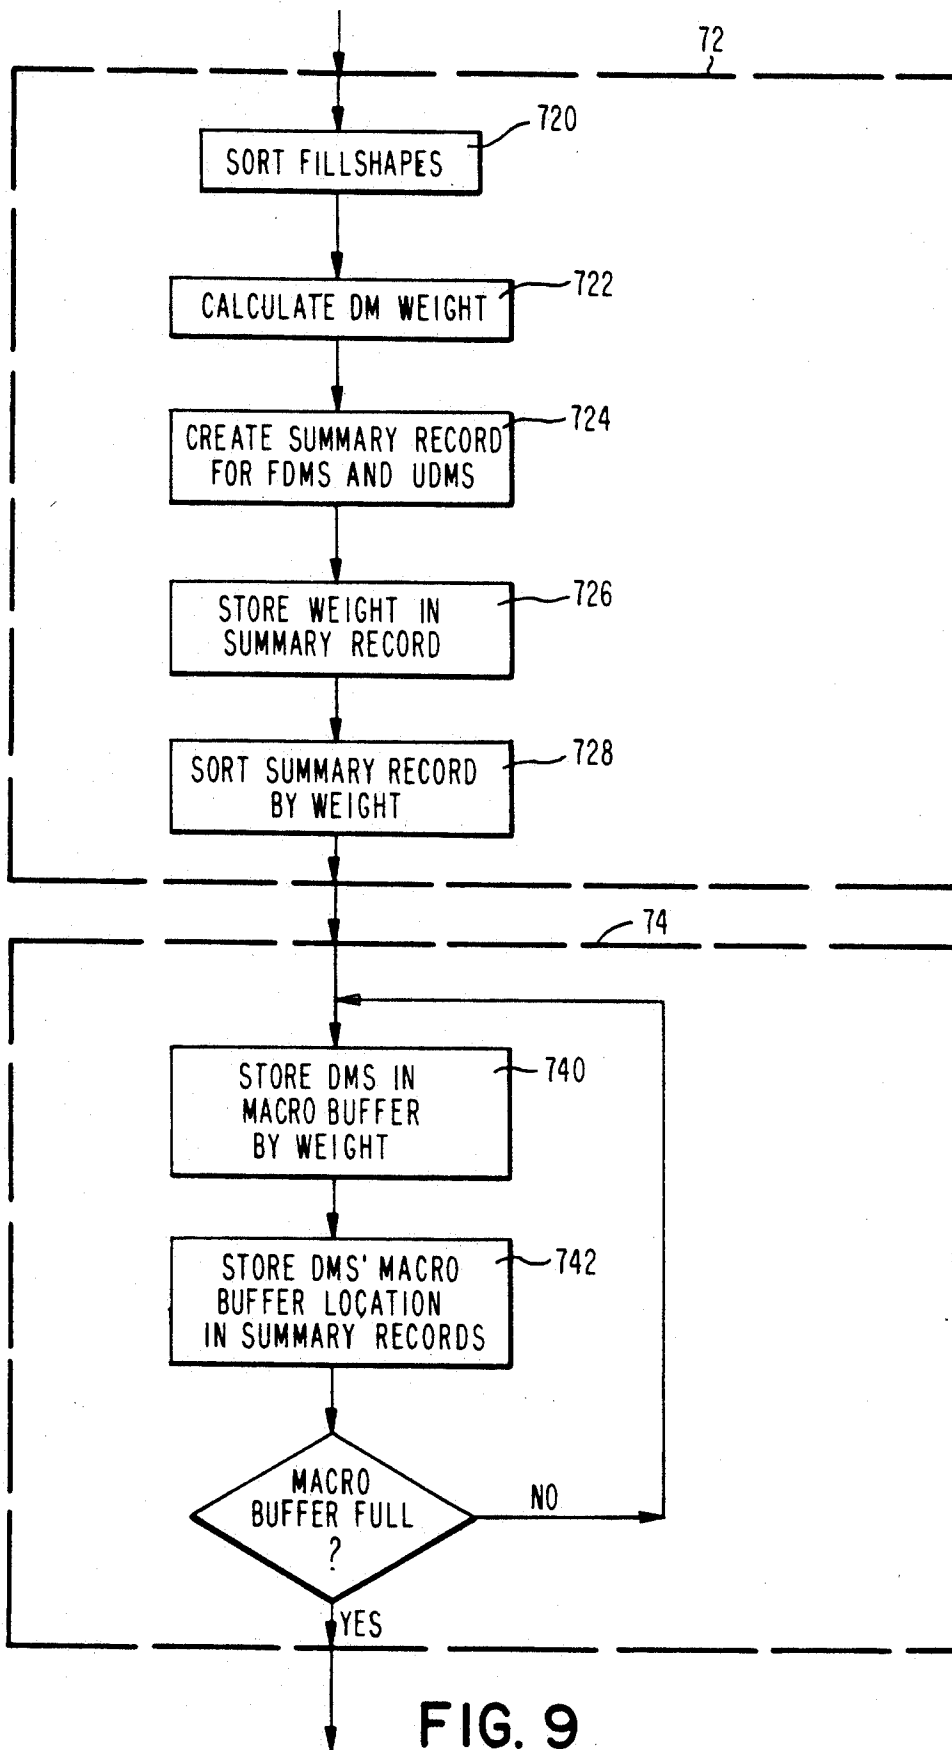 72
720
SORT FILLSHAPES
722
CALCULATE DM WEIGHT
724
CREATE SUMMARY RECORD
FOR FDMS AND UDMS
726
STORE WEIGHT IN
SUMMARY RECORD
728
SORT SUMMARY RECORD
BY WEIGHT
74
740
STORE DMS IN
MACRO BUFFER
BY WEIGHT
742
STORE DMS' MACRO
BUFFER LOCATION
IN SUMMARY RECORDS
MACRO
BUFFER FULL
?
NO
YES
FIG. 9